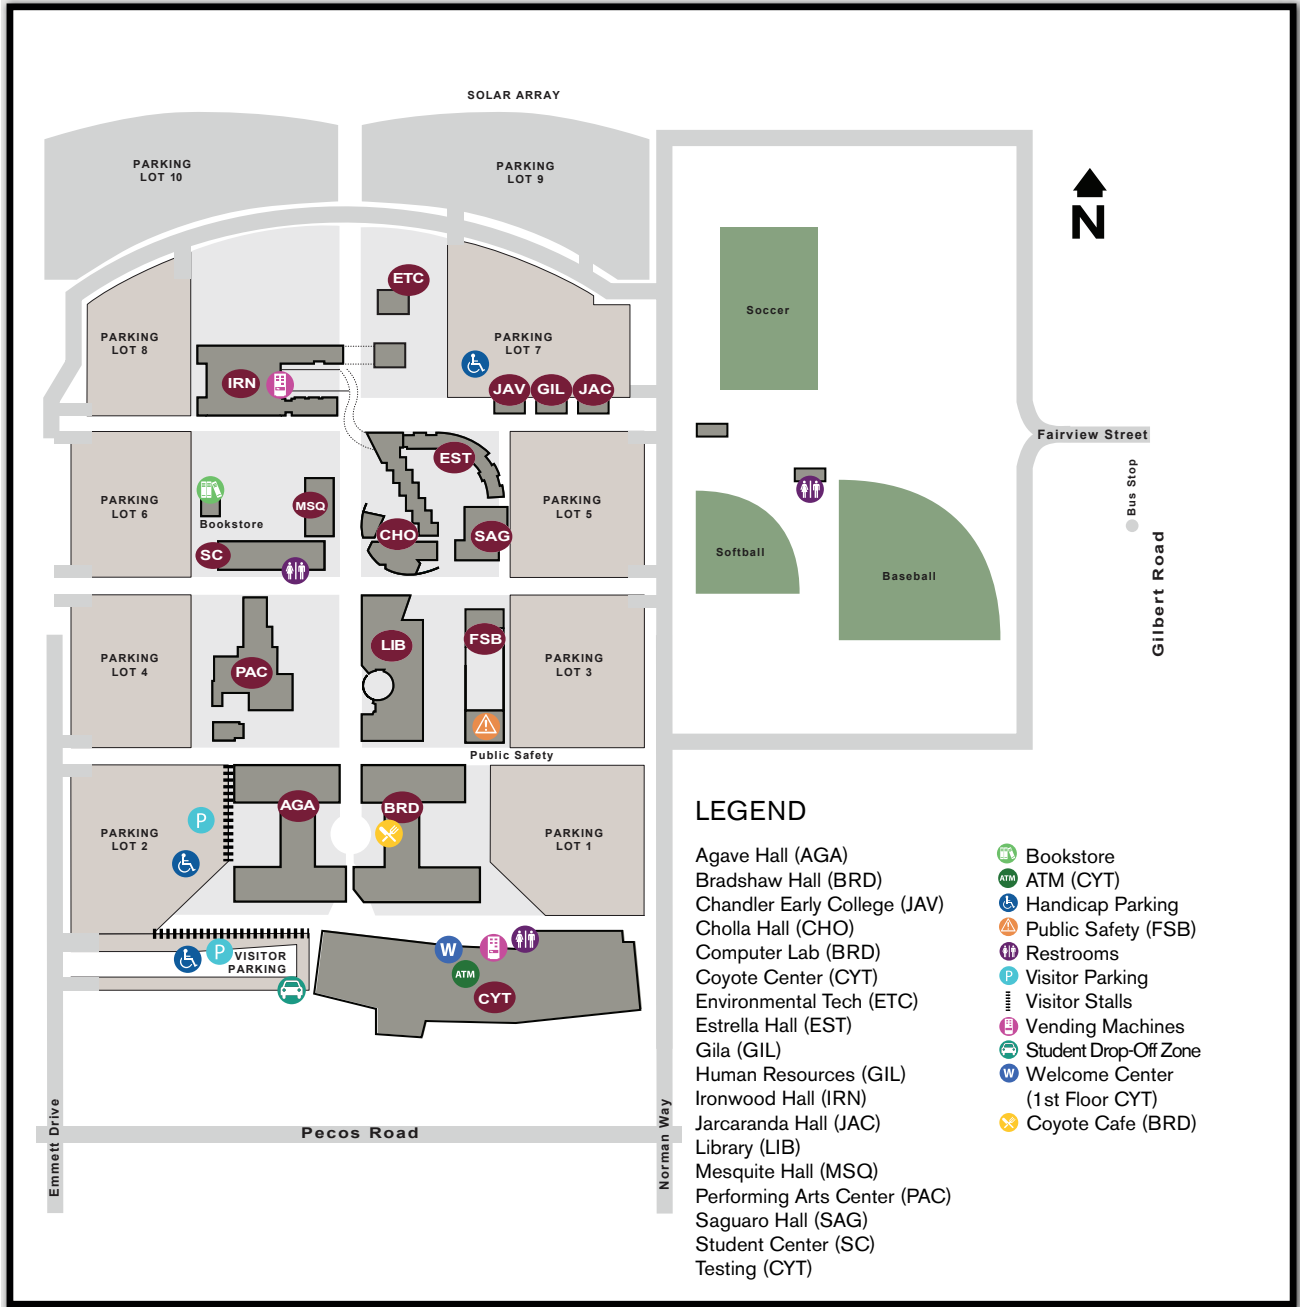 SOLAR ARRAY
PARKING
LOT 10
PARKING
LOT 9
N
ETC
Soccer
PARKING
LOT 8
PARKING
LOT 7
IRN
JAV
GIL
JAC
Fairview Street
EST
Bus Stop
PARKING
LOT 6
Bookstore
MSQ
CHO
SAG
PARKING
LOT 5
SC
Softball
Baseball
Gilbert Road
PARKING
LOT 4
PAC
LIB
FSB
PARKING
LOT 3
Public Safety
PARKING
LOT 2
P
AGA
BRD
PARKING
LOT 1
P
VISITOR
PARKING
W
ATM
CYT
Emmett Drive
Pecos Road
Norman Way
LEGEND
Agave Hall (AGA)
Bradshaw Hall (BRD)
Chandler Early College (JAV)
Cholla Hall (CHO)
Computer Lab (BRD)
Coyote Center (CYT)
Environmental Tech (ETC)
Estrella Hall (EST)
Gila (GIL)
Human Resources (GIL)
Ironwood Hall (IRN)
Jarcaranda Hall (JAC)
Library (LIB)
Mesquite Hall (MSQ)
Performing Arts Center (PAC)
Saguaro Hall (SAG)
Student Center (SC)
Testing (CYT)
Bookstore
ATM ATM (CYT)
Handicap Parking
Public Safety (FSB)
Restrooms
P Visitor Parking
Visitor Stalls
Vending Machines
Student Drop-Off Zone
W Welcome Center
(1st Floor CYT)
Coyote Cafe (BRD)